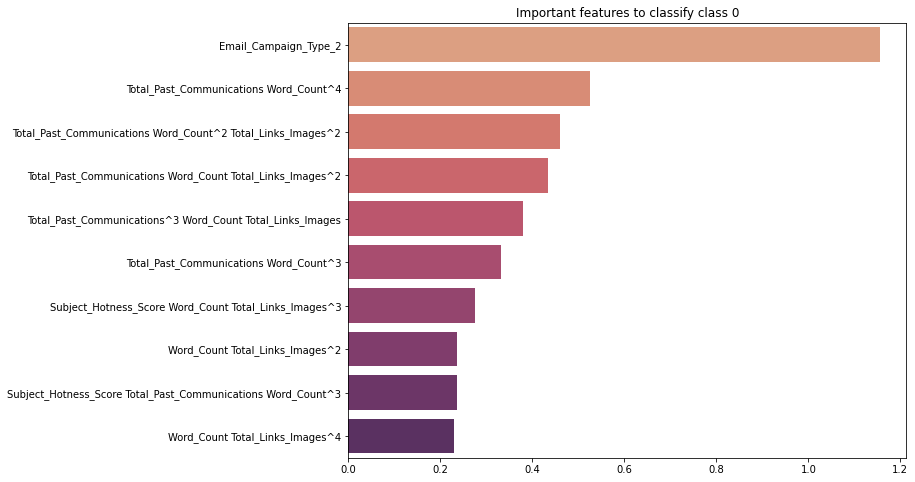 Important features to classify class 0
Email_Campaign_Type_2
Total_Past_Communications Word_Count^4
Total_Past_Communications Word_Count^2 Total_Links_Images^2
Total_Past_Communications Word_Count Total_Links_Images^2
Total_Past_Communications^3 Word_Count Total_Links_Images
Total_Past_Communications Word_Count^3
Subject_Hotness_Score Word_Count Total_Links_Images^3
Word_Count Total_Links_Images^2
Subject_Hotness_Score Total_Past_Communications Word_Count^3
Word_Count Total_Links_Images^4
0.0 0.2 0.4 0.6 0.8 1.0 1.2